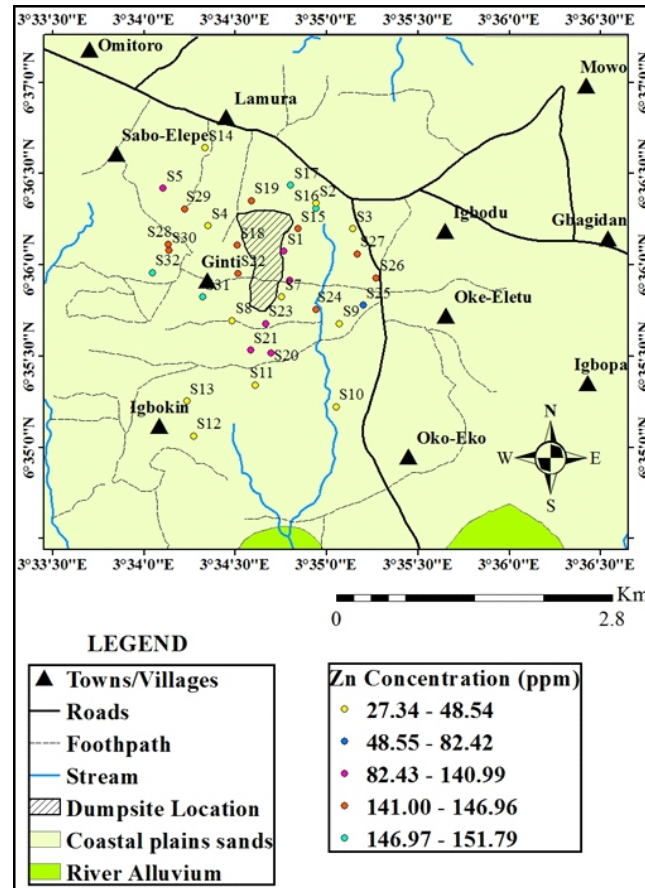 3°33'30"E 3°34'0"E 3°34'30"E 3°35'0"E 3°35'30"E 3°36'0"E 3°36'30"E
Omitoro
6°37'0"N
6°37'0"N
Mowo
Lamura
Sabo-Elepe
S14
6°36'30"N
6°36'30"N
S5
S17
S29
S19
S16
S2
S4
S15
S3
Igbodu
Gbagidan
S28
S30
S18
S1
S27
6°36'0"N
6°36'0"N
S32
Ginti
S22
S26
S31
S7
S25
S8
S23
S24
S9
Oke-Eletu
6°35'30"N
6°35'30"N
S21
S20
Igbopa
S11
S13
S10
Igbokin
S12
6°35'0"N
6°35'0"N
Oko-Eko
N
W
E
S
3°33'30"E 3°34'0"E 3°34'30"E 3°35'0"E 3°35'30"E 3°36'0"E 3°36'30"E
Km
0 2.8
LEGEND
Towns/Villages
Roads
Foothpath
Stream
Dumpsite Location
Coastal plains sands
River Alluvium
Zn Concentration (ppm)
27.34 - 48.54
48.55 - 82.42
82.43 - 140.99
141.00 - 146.96
146.97 - 151.79